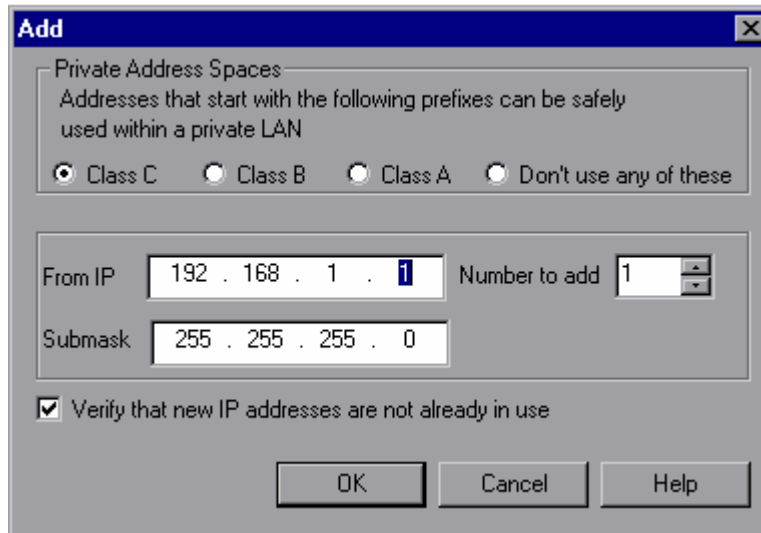 Add
Private Address Spaces
Addresses that start with the following prefixes can be safely
used within a private LAN
Class C Class B Class A Don't use any of these
From IP 192 . 168 . 1 . 1 Number to add 1
Submask 255 . 255 . 255 . 0
Verify that new IP addresses are not already in use
OK Cancel Help